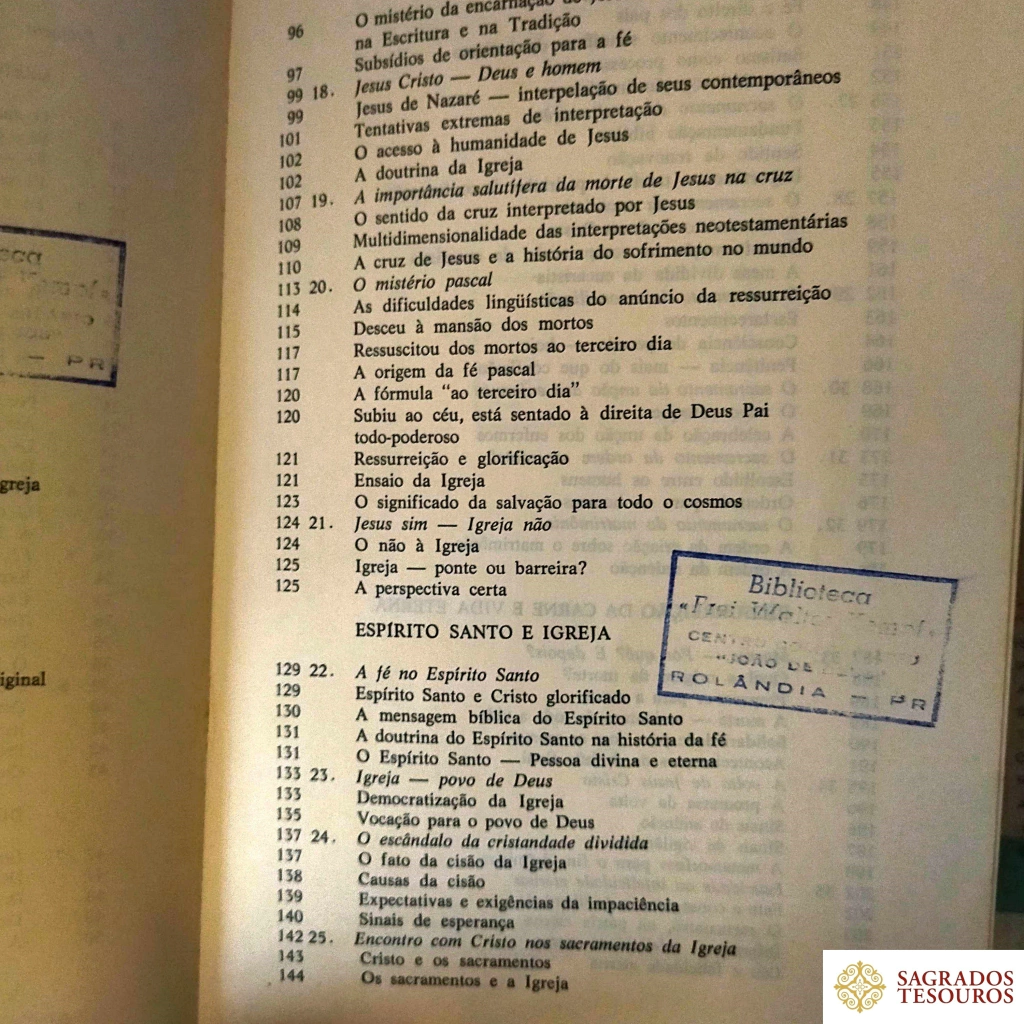 96 O mistério da encarnação de
na Escritura e na Tradição
97 Subsídios de orientação para a fé
99 18. Jesus Cristo — Deus e homem
99 Jesus de Nazaré — interpelação de seus contemporâneos
101 Tentativas extremas de interpretação
102 O acesso à humanidade de Jesus
102 A doutrina da Igreja
107 19. A importância salutífera da morte de Jesus na cruz
108 O sentido da cruz interpretado por Jesus
109 Multidimensionalidade das interpretações neotestamentárias
110 A cruz de Jesus e a história do sofrimento no mundo
113 20. O mistério pascal
114 As dificuldades lingüísticas do anúncio da ressurreição
115 Desceu à mansão dos mortos
117 Ressuscitou dos mortos ao terceiro dia
117 A origem da fé pascal
120 A fórmula "ao terceiro dia"
120 Subiu ao céu, está sentado à direita de Deus Pai
todo-poderoso
121 Ressurreição e glorificação
121 Ensaio da Igreja
123 O significado da salvação para todo o cosmos
124 21. Jesus sim — Igreja não
124 O não à Igreja
125 Igreja — ponte ou barreira?
125 A perspectiva certa
ESPÍRITO SANTO E IGREJA
129 22. A fé no Espírito Santo
129 Espírito Santo e Cristo glorificado
130 A mensagem bíblica do Espírito Santo
131 A doutrina do Espírito Santo na história da fé
131 O Espírito Santo — Pessoa divina e eterna
133 23. Igreja — povo de Deus
133 Democratização da Igreja
135 Vocação para o povo de Deus
137 24. O escândalo da cristandade dividida
137 O fato da cisão da Igreja
138 Causas da cisão
139 Expectativas e exigências da impaciência
140 Sinais de esperança
142 25. Encontro com Cristo nos sacramentos da Igreja
143 Cristo e os sacramentos
144 Os sacramentos e a Igreja
Biblioteca
"Frei
"JOÃO DE
ROLÂNDIA — PR
— PR
greja
iginal
SAGRADOS
TESOUROS